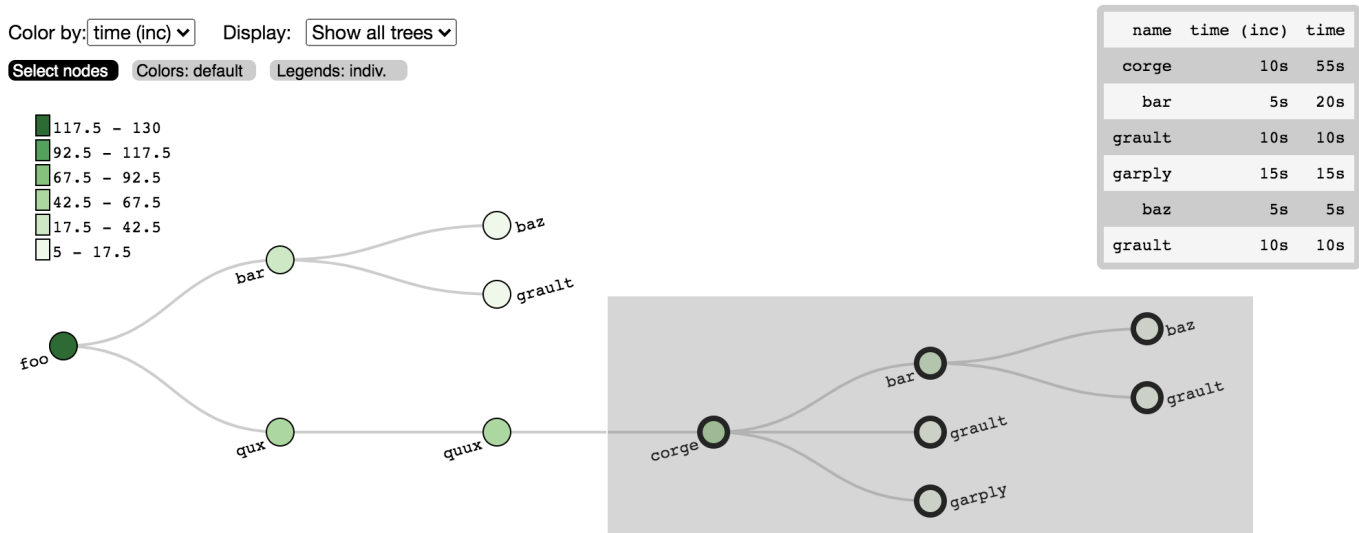 Color by: time (inc) Display: Show all trees
Select nodes Colors: default Legends: indiv.
117.5 - 130
92.5 - 117.5
67.5 - 92.5
42.5 - 67.5
17.5 - 42.5
5 - 17.5
name time (inc) time
corge 10s 55s
bar 5s 20s
grault 10s 10s
garply 15s 15s
baz 5s 5s
grault 10s 10s
baz
bar
grault
foo
qux
quux
corge
bar
baz
grault
grault
garply